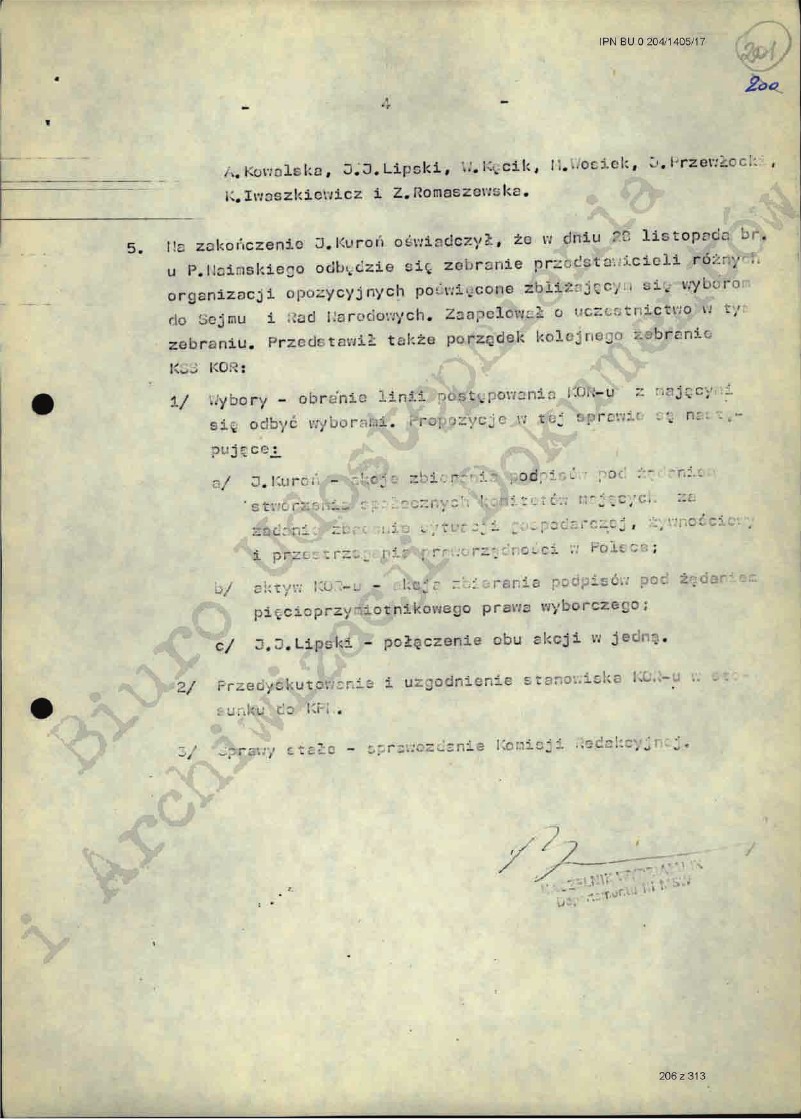 IPN BU 0 204/1405/17
201
200
- 4 -
A.Kowalska, J.J.Lipski, W.Kęcik, M.Wosiek, J.Przewłocki,
K.Iwaszkiewicz i Z.Romaszewska.
5. Na zakończenie J.Kuroń oświadczył, że w dniu 28 listopada br.
u P.Naimskiego odbędzie się zebranie przedstawicieli różnych
organizacji opozycyjnych poświęcone zbliżającym się wyborom
do Sejmu i Rad Narodowych. Zaapelował o uczestnictwo w tym
zebraniu. Przedstawił także porządek kolejnego zebrania
KSS KOR:
1/ Wybory - obranie linii postępowania KOR-u z mającymi
się odbyć wyborami. Propozycje w tej sprawie są nastę-
pujące:
a/ J.Kuroń - akcja zbierania podpisów pod żądaniem
stworzenia społecznych komitetów mających za
zadanie zbadanie sytuacji gospodarczej, żywnościowej
i przestrzegania praworządności w Polsce;
b/ aktyw KOR-u - akcja zbierania podpisów pod żądaniem
pięcioprzymiotnikowego prawa wyborczego;
c/ J.J.Lipski - połączenie obu akcji w jedną.
2/ Przedyskutowanie i uzgodnienie stanowiska KOR-u w sto-
sunku do KPN.
3/ Sprawy stałe - sprawozdanie Komisji Redakcyjnej.
NACZELNIK WYDZIAŁU
Departamentu III MSW
Biuro Udostępniania
i Archiwizacji Dokumentów
206 z 313